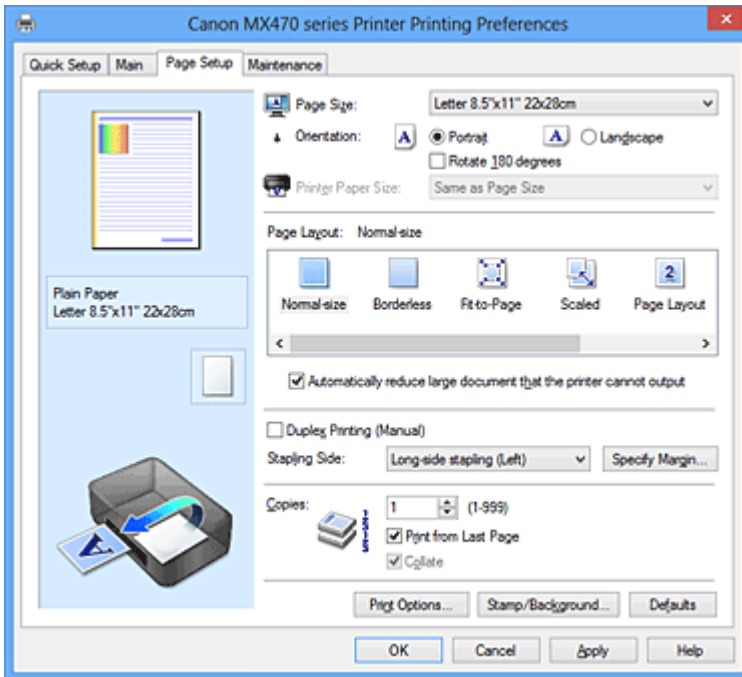 Canon MX470 series Printer Printing Preferences
Quick Setup Main Page Setup Maintenance
Page Size: Letter 8.5"x11" 22x28cm
Orientation: A Portrait A Landscape
Rotate 180 degrees
Printer Paper Size: Same as Page Size
Page Layout: Normal-size
2
Normal-size Borderless Fit-to-Page Scaled Page Layout
Plain Paper
Letter 8.5"x11" 22x28cm
Automatically reduce large document that the printer cannot output
Duplex Printing (Manual)
Stapling Side: Long-side stapling (Left) Specify Margin...
Copies: 1 (1-999)
Print from Last Page
Collate
A
Print Options... Stamp/Background... Defaults
OK Cancel Apply Help